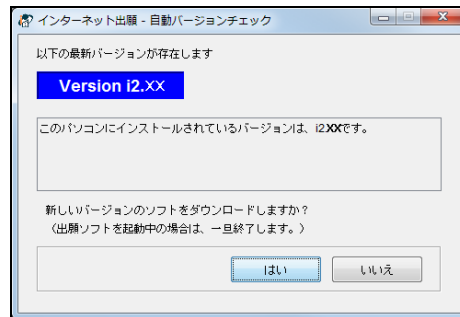 インターネット出願 - 自動バージョンチェック
以下の最新バージョンが存在します
Version i2.XX
このパソコンにインストールされているバージョンは、i2XXです。
新しいバージョンのソフトをダウンロードしますか？
（出願ソフトを起動中の場合は、一旦終了します。）
はい
いいえ